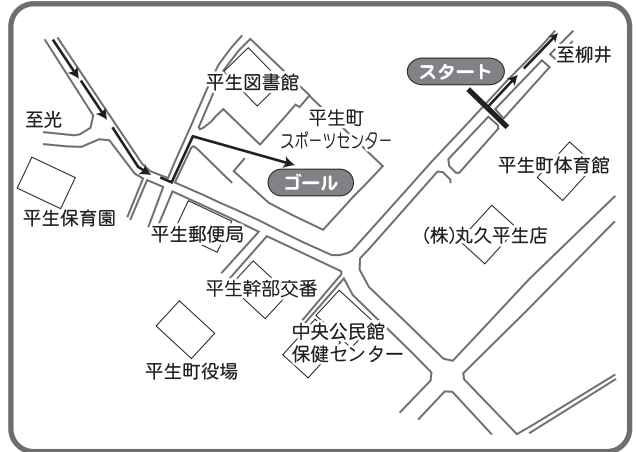 至柳井
スタート
平生図書館
至光
平生町
スポーツセンター
平生町体育館
ゴール
平生保育園
平生郵便局
(株)丸久平生店
平生幹部交番
中央公民館
保健センター
平生町役場